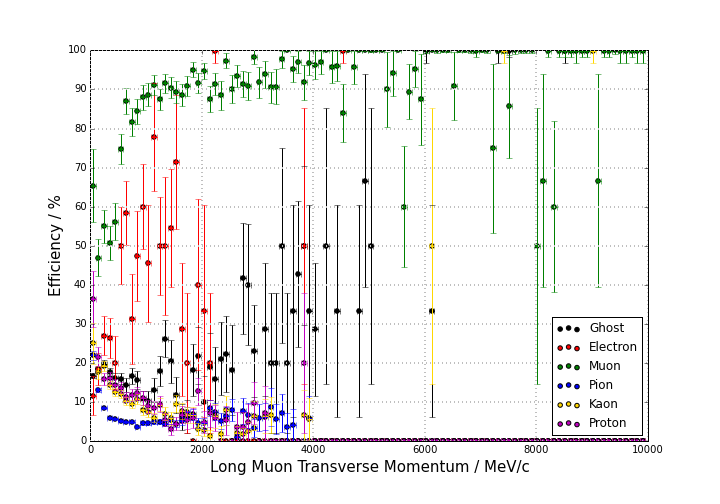 100
90
80
70
60
50
40
30
20
10
0
Efficiency / %
0 2000 4000 6000 8000 10000
Long Muon Transverse Momentum / MeV/c
Ghost
Electron
Muon
Pion
Kaon
Proton